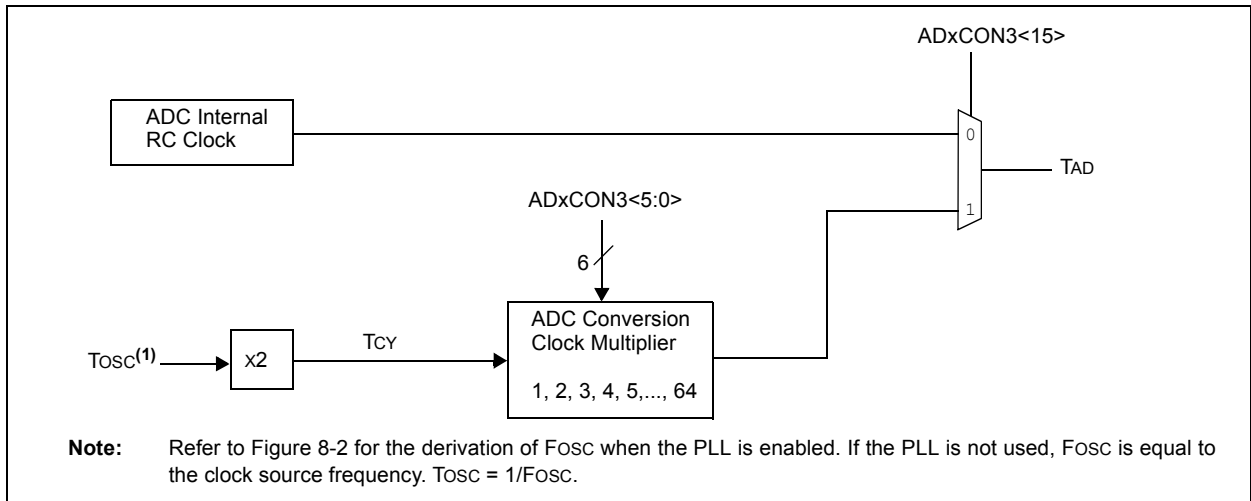 ADxCON3<15>
ADC Internal
RC Clock
0
TAD
ADxCON3<5:0>
1
6
ADC Conversion
Clock Multiplier
1, 2, 3, 4, 5,..., 64
TOSC(1)
X2
TCY
Note: Refer to Figure 8-2 for the derivation of FOSC when the PLL is enabled. If the PLL is not used, FOSC is equal to
the clock source frequency. TOSC = 1/FOSC.